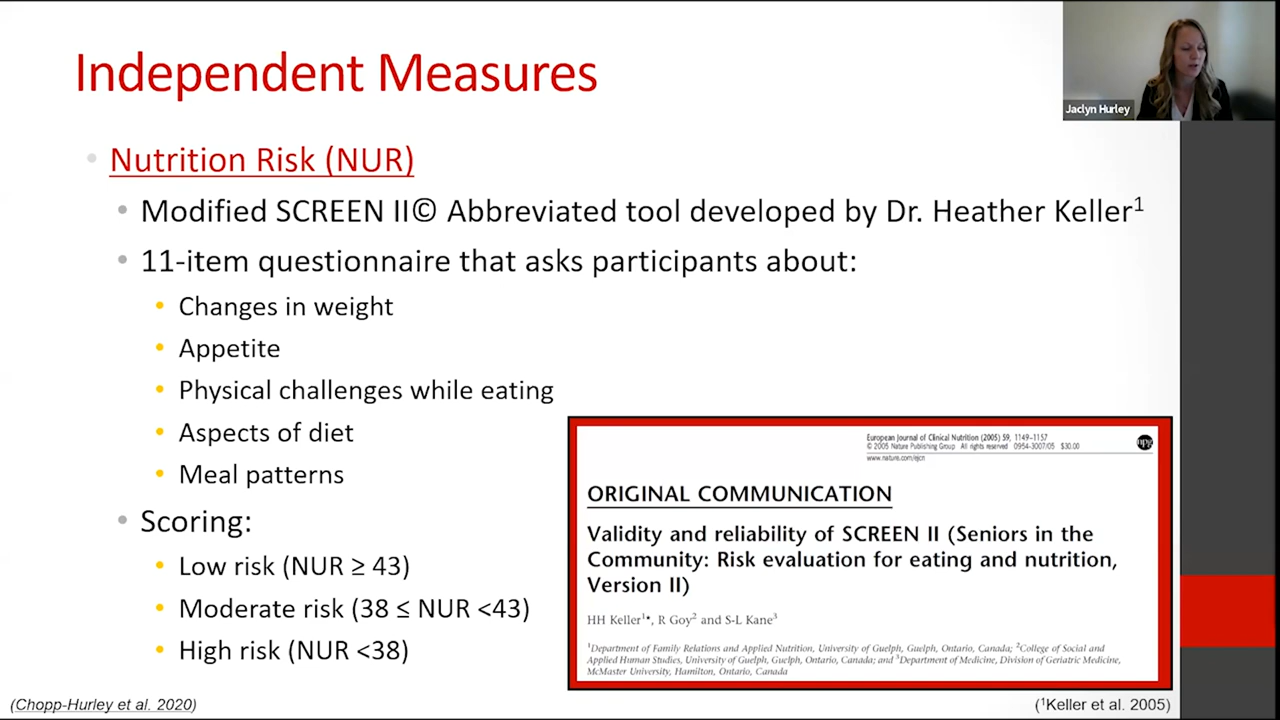 Independent Measures
Jaclyn Hurley
• Nutrition Risk (NUR)
• Modified SCREEN II© Abbreviated tool developed by Dr. Heather Keller¹
• 11-item questionnaire that asks participants about:
• Changes in weight
• Appetite
• Physical challenges while eating
• Aspects of diet
• Meal patterns
• Scoring:
• Low risk (NUR ≥ 43)
• Moderate risk (38 ≤ NUR <43)
• High risk (NUR <38)
European Journal of Clinical Nutrition (2005) 59, 1149–1157
© 2005 Nature Publishing Group All rights reserved 0954-3007/05 $30.00
www.nature.com/ejcn
npg
ORIGINAL COMMUNICATION
Validity and reliability of SCREEN II (Seniors in the
Community: Risk evaluation for eating and nutrition,
Version II)
HH Keller¹*, R Goy² and S-L Kane³
¹Department of Family Relations and Applied Nutrition, University of Guelph, Guelph, Ontario, Canada; ²College of Social and
Applied Human Studies, University of Guelph, Guelph, Ontario, Canada; and ³Department of Medicine, Division of Geriatric Medicine,
McMaster University, Hamilton, Ontario, Canada
(Chopp-Hurley et al. 2020)
(¹Keller et al. 2005)